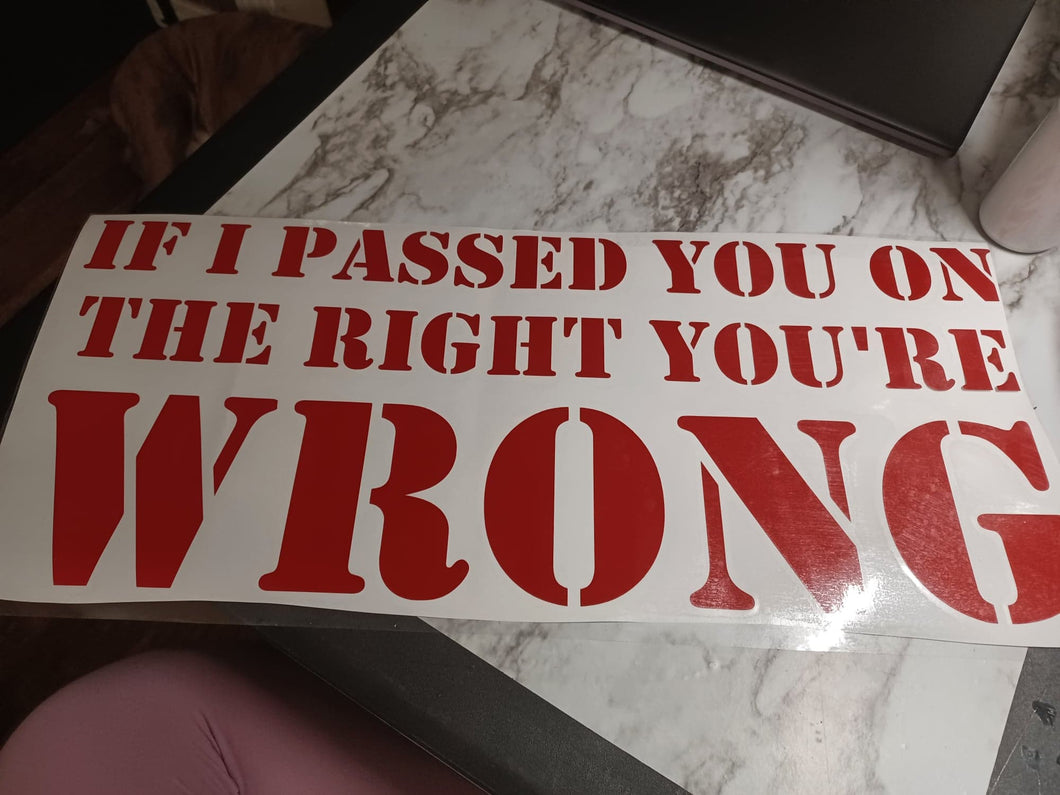 IF I PASSED YOU ON
THE RIGHT YOU'RE
WRONG